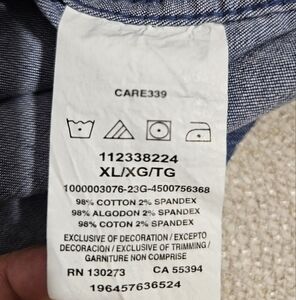 CARE339
112338224
XL/XG/TG
1000003076-23G-4500756368
98% COTTON 2% SPANDEX
98% ALGODON 2% SPANDEX
98% COTON 2% SPANDEX
EXCLUSIVE OF DECORATION / EXCEPTO
DECORACION / EXCLUSIVE OF TRIMMING /
GARNITURE NON COMPRISE
RN 130273 CA 55394
196457636524